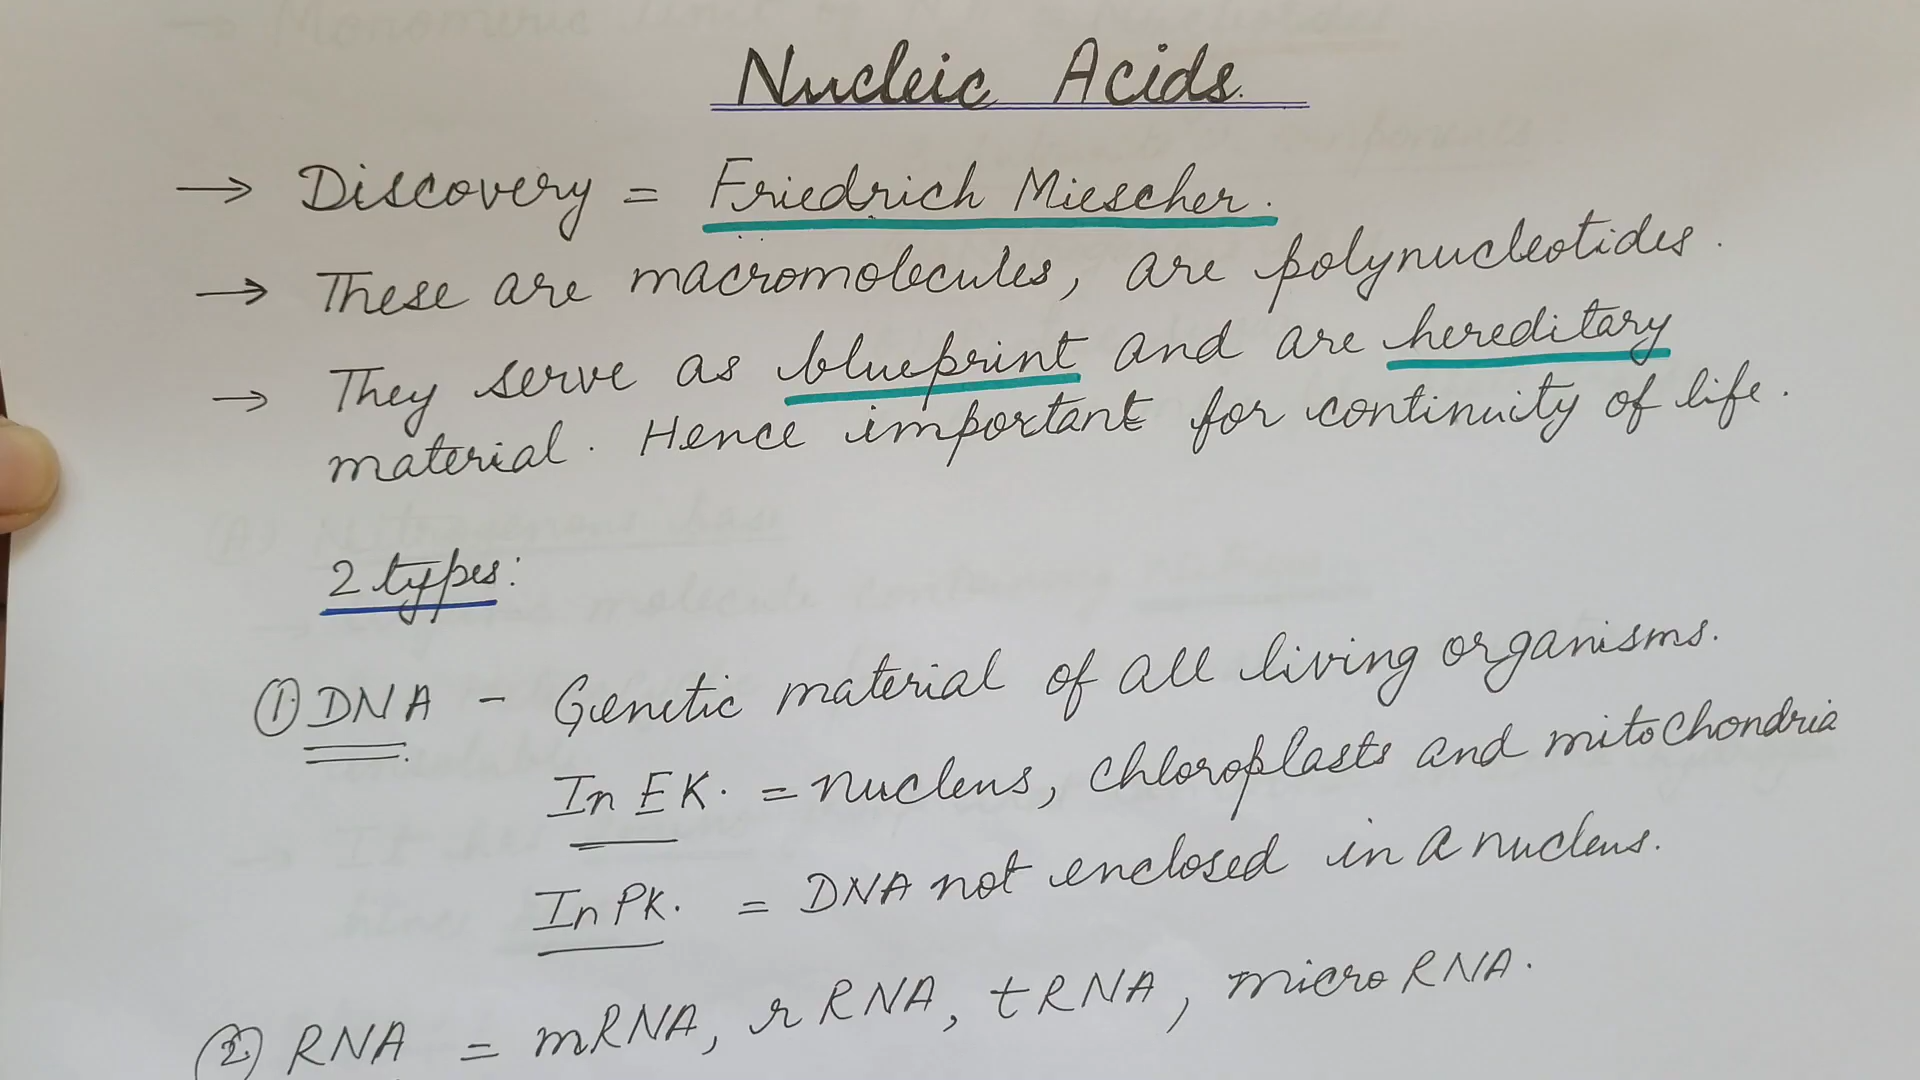 Nucleic Acids.
→ Discovery = Friedrich Miescher.
→ These are macromolecules, are polynucleotides.
→ They serve as blueprint and are hereditary
material. Hence important for continuity of life.
2 types:
① DNA - Genetic material of all living organisms.
In EK. = nucleus, chloroplasts and mitochondria
In PK. = DNA not enclosed in a nucleus.
② RNA = mRNA, rRNA, tRNA, micro RNA.